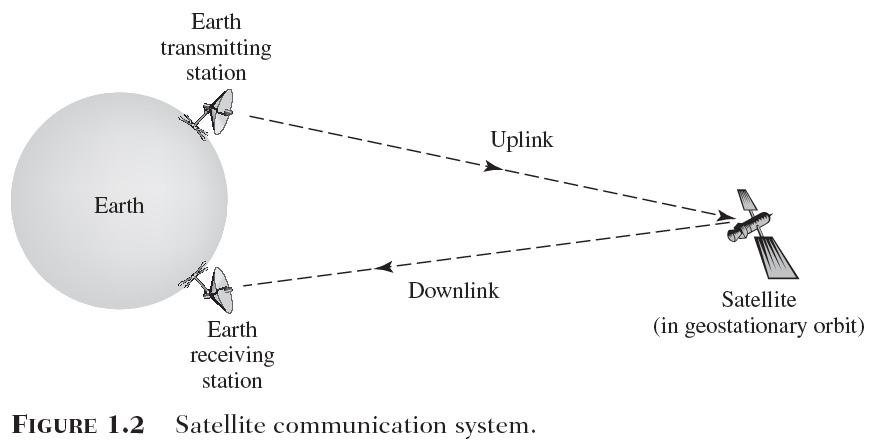 Earth
transmitting
station
Uplink
Earth
Downlink
Satellite
(in geostationary orbit)
Earth
receiving
station
FIGURE 1.2 Satellite communication system.